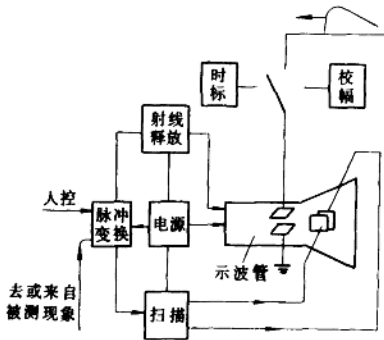 时
标
校
幅
射线
释放
人控
脉冲
变换
电源
示波管
去或来自
被测现象
扫描